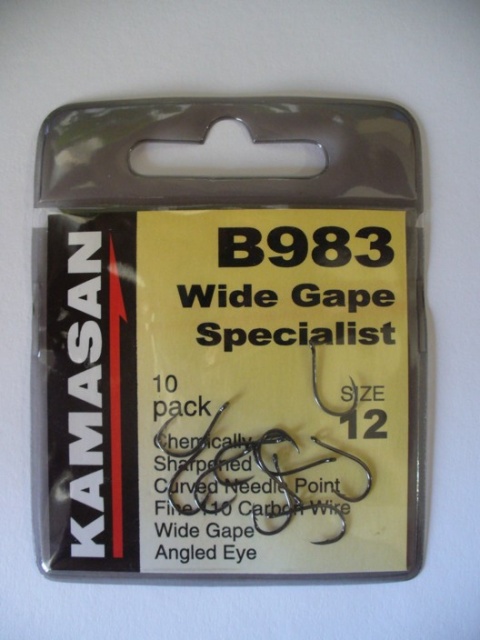 KAMASAN
B983
Wide Gape
Specialist
10
pack
SIZE
12
Chemically
Sharpened
Curved Needle Point
Fine 110 Carbon Wire
Wide Gape
Angled Eye